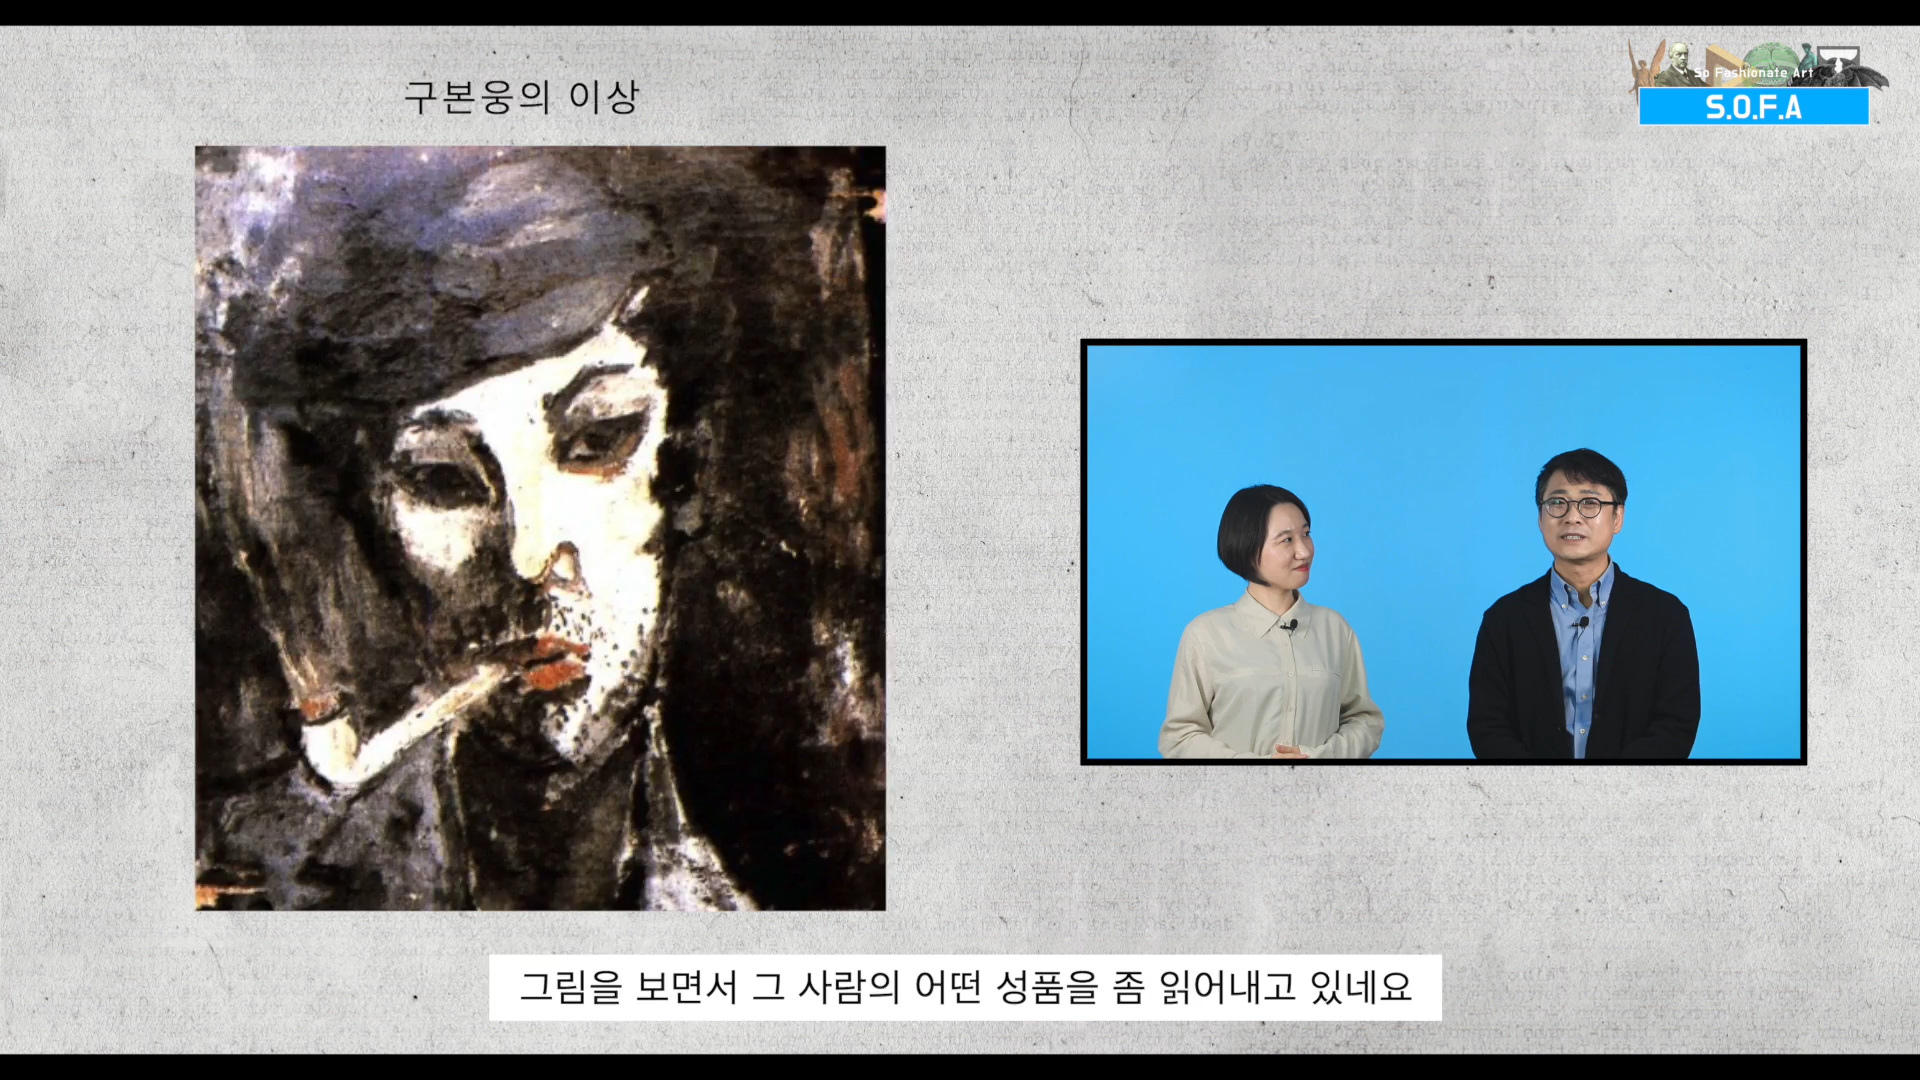 구본웅의 이상
So Fashionate Art
S.O.F.A
그림을 보면서 그 사람의 어떤 성품을 좀 읽어내고 있네요